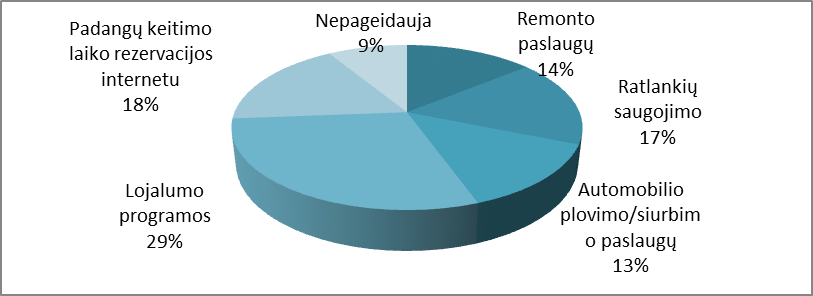 Padangų keitimo
laiko rezervacijos
internetu
18%
Nepageidauja
9%
Remonto
paslaugų
14%
Ratlankių
saugojimo
17%
Automobilio
plovimo/siurbim
o paslaugų
13%
Lojalumo
programos
29%